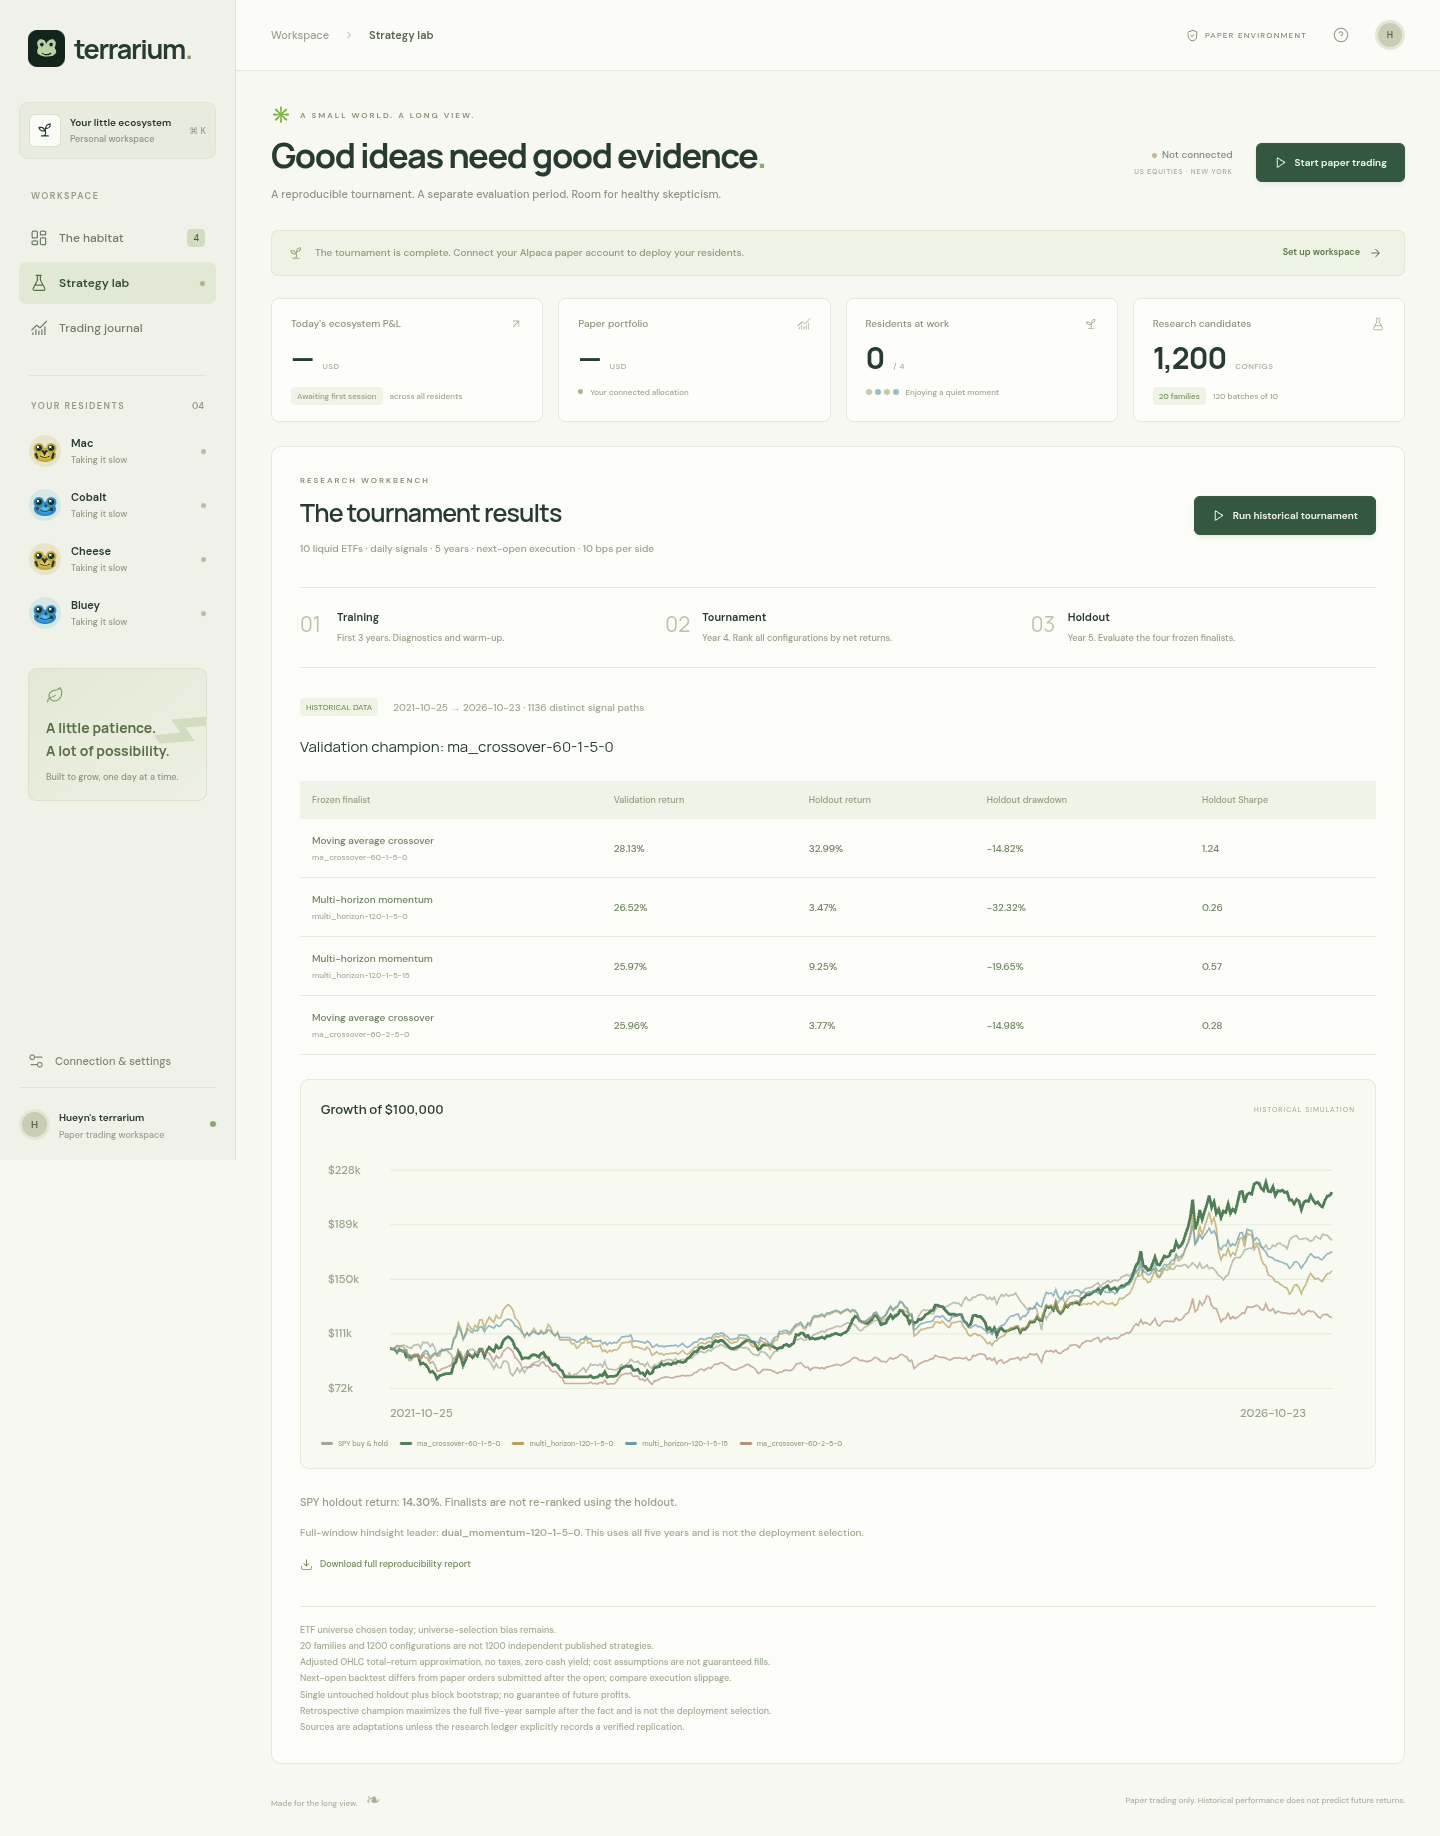 terrarium.
Your little ecosystem
Personal workspace
⌘ K
WORKSPACE
The habitat
4
Strategy lab
Trading journal
YOUR RESIDENTS
04
Mac
Taking it slow
Cobalt
Taking it slow
Cheese
Taking it slow
Bluey
Taking it slow
A little patience.
A lot of possibility.
Built to grow, one day at a time.
Connection & settings
H
Hueyn's terrarium
Paper trading workspace
Workspace > Strategy lab
PAPER ENVIRONMENT
H
A SMALL WORLD. A LONG VIEW.
Good ideas need good evidence.
A reproducible tournament. A separate evaluation period. Room for healthy skepticism.
Not connected
US EQUITIES · NEW YORK
Start paper trading
The tournament is complete. Connect your Alpaca paper account to deploy your residents.
Set up workspace →
Today's ecosystem P&L
— USD
Awaiting first session across all residents
Paper portfolio
— USD
Your connected allocation
Residents at work
0 / 4
Enjoying a quiet moment
Research candidates
1,200 CONFIGS
20 families 120 batches of 10
RESEARCH WORKBENCH
The tournament results
10 liquid ETFs · daily signals · 5 years · next-open execution · 10 bps per side
Run historical tournament
01 Training
First 3 years. Diagnostics and warm-up.
02 Tournament
Year 4. Rank all configurations by net returns.
03 Holdout
Year 5. Evaluate the four frozen finalists.
HISTORICAL DATA 2021-10-25 → 2026-10-23 · 1136 distinct signal paths
Validation champion: ma_crossover-60-1-5-0
Frozen finalist Validation return Holdout return Holdout drawdown Holdout Sharpe
Moving average crossover
ma_crossover-60-1-5-0
28.13% 32.99% -14.82% 1.24
Multi-horizon momentum
multi_horizon-120-1-5-0
26.52% 3.47% -32.32% 0.26
Multi-horizon momentum
multi_horizon-120-1-5-15
25.97% 9.25% -19.65% 0.57
Moving average crossover
ma_crossover-60-2-5-0
25.96% 3.77% -14.98% 0.28
Growth of $100,000
HISTORICAL SIMULATION
$228k
$189k
$150k
$111k
$72k
2021-10-25 2026-10-23
SPY buy & hold ma_crossover-60-1-5-0 multi_horizon-120-1-5-0 multi_horizon-120-1-5-15 ma_crossover-60-2-5-0
SPY holdout return: 14.30%. Finalists are not re-ranked using the holdout.
Full-window hindsight leader: dual_momentum-120-1-5-0. This uses all five years and is not the deployment selection.
Download full reproducibility report
ETF universe chosen today; universe-selection bias remains.
20 families and 1200 configurations are not 1200 independent published strategies.
Adjusted OHLC total-return approximation, no taxes, zero cash yield; cost assumptions are not guaranteed fills.
Next-open backtest differs from paper orders submitted after the open; compare execution slippage.
Single untouched holdout plus block bootstrap; no guarantee of future profits.
Retrospective champion maximizes the full five-year sample after the fact and is not the deployment selection.
Sources are adaptations unless the research ledger explicitly records a verified replication.
Made for the long view. ❧
Paper trading only. Historical performance does not predict future returns.